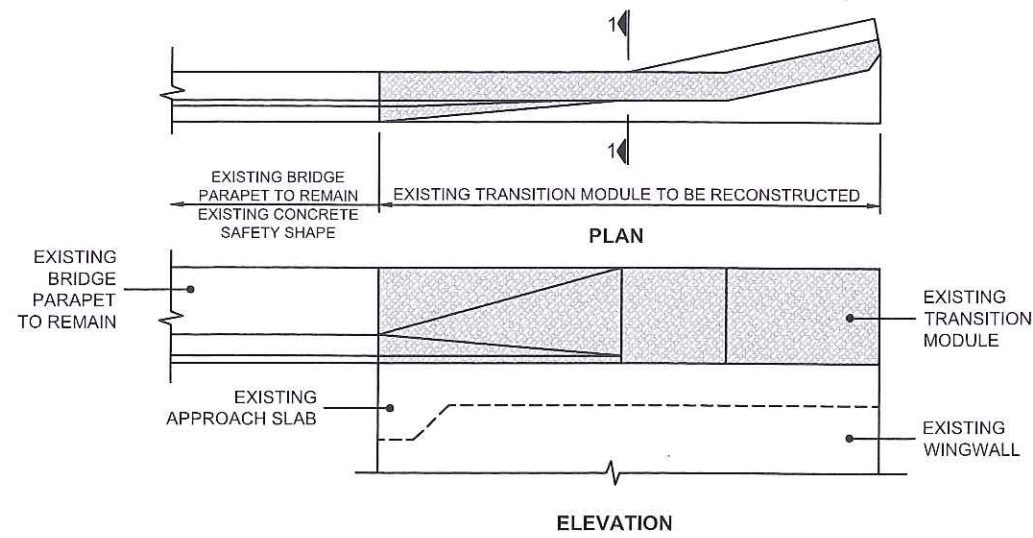 1
1
EXISTING BRIDGE
PARAPET TO REMAIN
EXISTING CONCRETE
SAFETY SHAPE
EXISTING TRANSITION MODULE TO BE RECONSTRUCTED
PLAN
EXISTING
BRIDGE
PARAPET
TO REMAIN
EXISTING
TRANSITION
MODULE
EXISTING
APPROACH SLAB
EXISTING
WINGWALL
ELEVATION